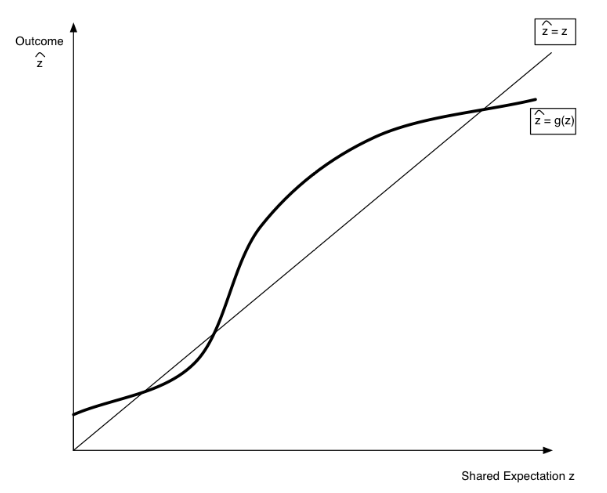 Outcome
ẑ
ẑ = z
ẑ = g(z)
Shared Expectation z